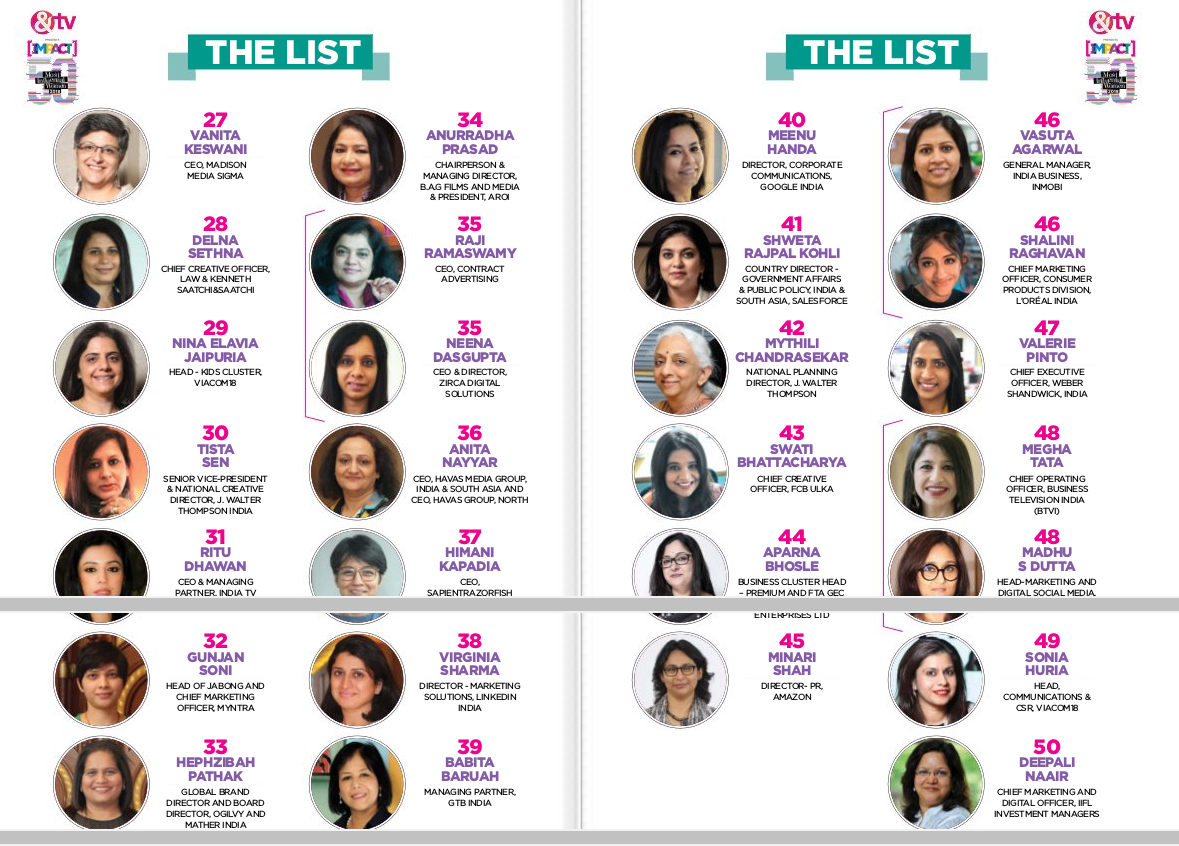 &tv
PRESENTS
[IMPACT]
50
Most
Influential
Women
2018
THE LIST
27
VANITA
KESWANI
CEO, MADISON
MEDIA SIGMA
28
DELNA
SETHNA
CHIEF CREATIVE OFFICER,
LAW & KENNETH
SAATCHI&SAATCHI
29
NINA ELAVIA
JAIPURIA
HEAD - KIDS CLUSTER,
VIACOM18
30
TISTA
SEN
SENIOR VICE-PRESIDENT
& NATIONAL CREATIVE
DIRECTOR, J. WALTER
THOMPSON INDIA
31
RITU
DHAWAN
CEO & MANAGING
PARTNER, INDIA TV
32
GUNJAN
SONI
HEAD OF JABONG AND
CHIEF MARKETING
OFFICER, MYNTRA
33
HEPHZIBAH
PATHAK
GLOBAL BRAND
DIRECTOR AND BOARD
DIRECTOR, OGILVY AND
MATHER INDIA
34
ANURRADHA
PRASAD
CHAIRPERSON &
MANAGING DIRECTOR,
B.A.G FILMS AND MEDIA
& PRESIDENT, AROI
35
RAJI
RAMASWAMY
CEO, CONTRACT
ADVERTISING
35
NEENA
DASGUPTA
CEO & DIRECTOR,
ZIRCA DIGITAL
SOLUTIONS
36
ANITA
NAYYAR
CEO, HAVAS MEDIA GROUP,
INDIA & SOUTH ASIA AND
CEO, HAVAS GROUP, NORTH
37
HIMANI
KAPADIA
CEO,
SAPIENTRAZORFISH
38
VIRGINIA
SHARMA
DIRECTOR - MARKETING
SOLUTIONS, LINKEDIN
INDIA
39
BABITA
BARUAH
MANAGING PARTNER,
GTB INDIA
THE LIST
&tv
PRESENTS
[IMPACT]
50
Most
Influential
Women
2018
40
MEENU
HANDA
DIRECTOR, CORPORATE
COMMUNICATIONS,
GOOGLE INDIA
41
SHWETA
RAJPAL KOHLI
COUNTRY DIRECTOR -
GOVERNMENT AFFAIRS
& PUBLIC POLICY, INDIA &
SOUTH ASIA, SALESFORCE
42
MYTHILI
CHANDRASEKAR
NATIONAL PLANNING
DIRECTOR, J. WALTER
THOMPSON
43
SWATI
BHATTACHARYA
CHIEF CREATIVE
OFFICER, FCB ULKA
44
APARNA
BHOSLE
BUSINESS CLUSTER HEAD
– PREMIUM AND FTA GEC
ENTERPRISES LTD
45
MINARI
SHAH
DIRECTOR- PR,
AMAZON
46
VASUTA
AGARWAL
GENERAL MANAGER,
INDIA BUSINESS,
INMOBI
46
SHALINI
RAGHAVAN
CHIEF MARKETING
OFFICER, CONSUMER
PRODUCTS DIVISION,
L'ORÉAL INDIA
47
VALERIE
PINTO
CHIEF EXECUTIVE
OFFICER, WEBER
SHANDWICK, INDIA
48
MEGHA
TATA
CHIEF OPERATING
OFFICER, BUSINESS
TELEVISION INDIA
(BTVI)
48
MADHU
S DUTTA
HEAD-MARKETING AND
DIGITAL SOCIAL MEDIA,
49
SONIA
HURIA
HEAD,
COMMUNICATIONS &
CSR, VIACOM18
50
DEEPALI
NAAIR
CHIEF MARKETING AND
DIGITAL OFFICER, IIFL
INVESTMENT MANAGERS